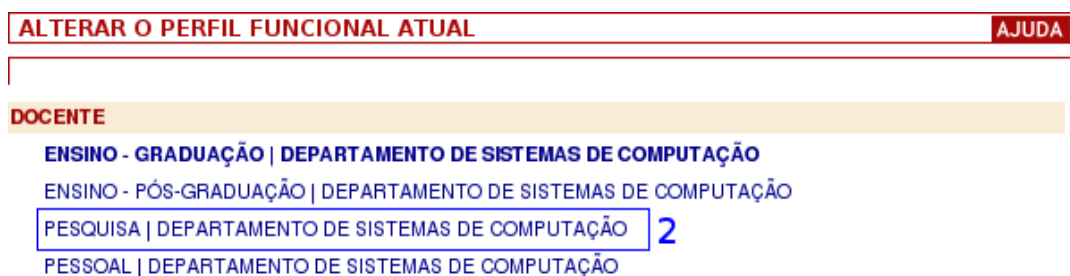 ALTERAR O PERFIL FUNCIONAL ATUAL AJUDA
DOCENTE
ENSINO - GRADUAÇÃO | DEPARTAMENTO DE SISTEMAS DE COMPUTAÇÃO
ENSINO - PÓS-GRADUAÇÃO | DEPARTAMENTO DE SISTEMAS DE COMPUTAÇÃO
PESQUISA | DEPARTAMENTO DE SISTEMAS DE COMPUTAÇÃO 2
PESSOAL | DEPARTAMENTO DE SISTEMAS DE COMPUTAÇÃO